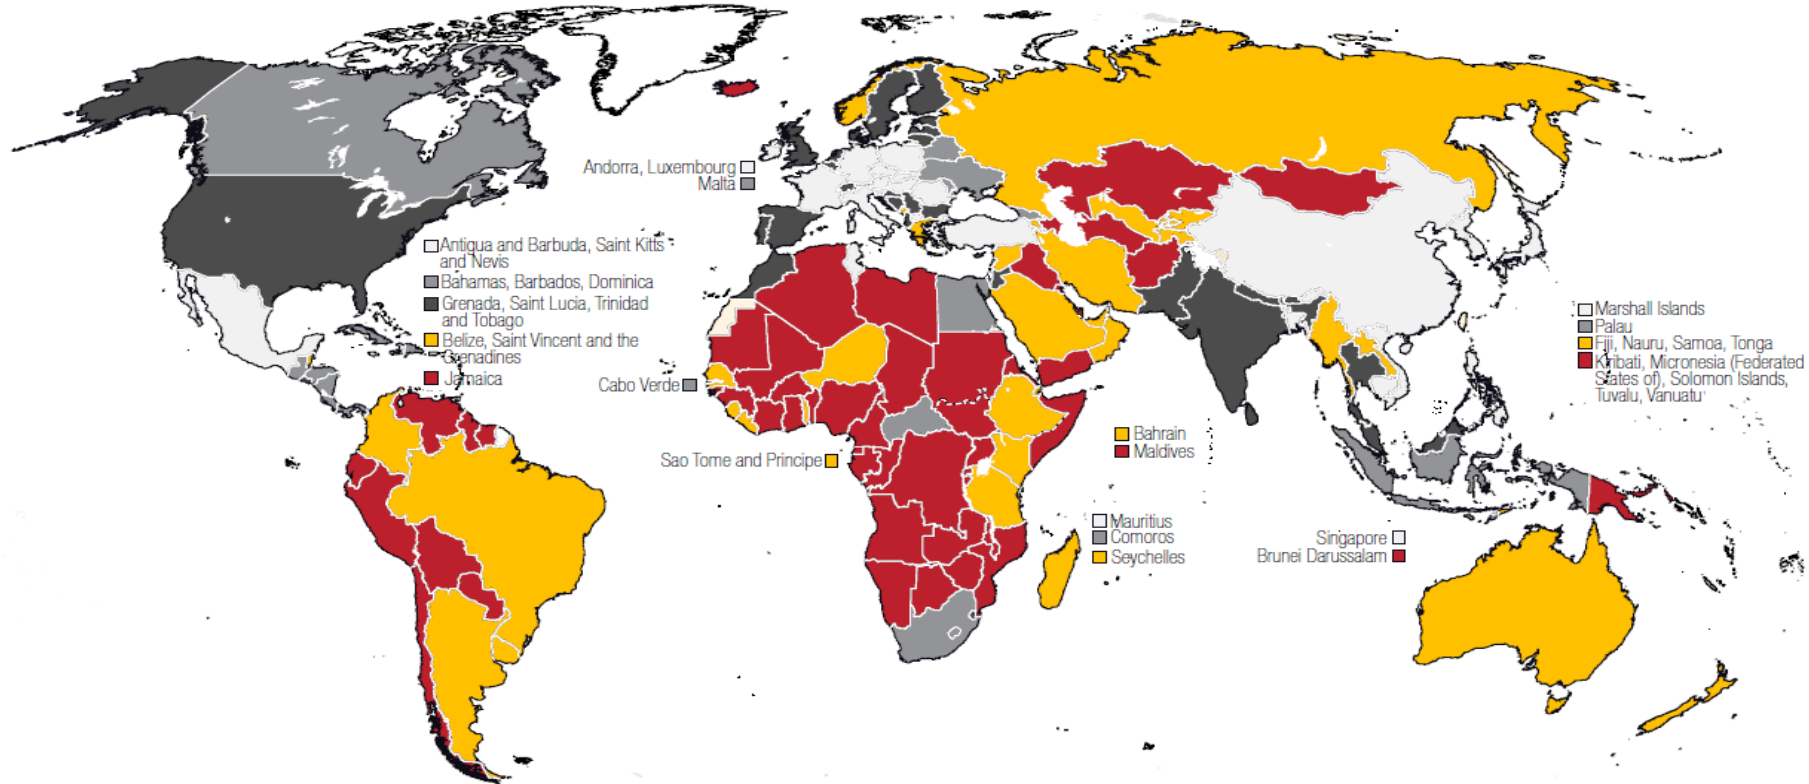 Andorra, Luxembourg
Malta
Antigua and Barbuda, Saint Kitts
and Nevis
Bahamas, Barbados, Dominica
Grenada, Saint Lucia, Trinidad
and Tobago
Belize, Saint Vincent and the
Grenadines
Jamaica
Cabo Verde
Sao Tome and Principe
Bahrain
Maldives
Mauritius
Comoros
Seychelles
Singapore
Brunei Darussalam
Marshall Islands
Palau
Fiji, Nauru, Samoa, Tonga
Kiribati, Micronesia (Federated
States of), Solomon Islands,
Tuvalu, Vanuatu